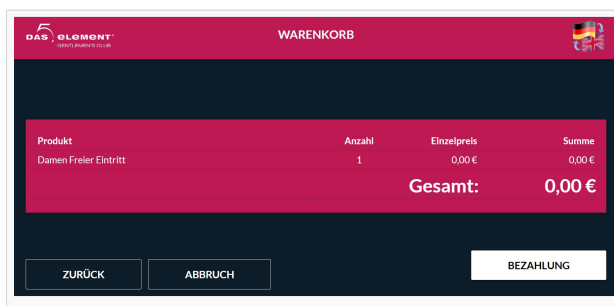 5
DAS ELEMENT
GENTLEMEN'S CLUB
WARENKORB
Produkt Anzahl Einzelpreis Summe
Damen Freier Eintritt 1 0,00 € 0,00 €
Gesamt: 0,00 €
ZURÜCK ABBRUCH BEZAHLUNG